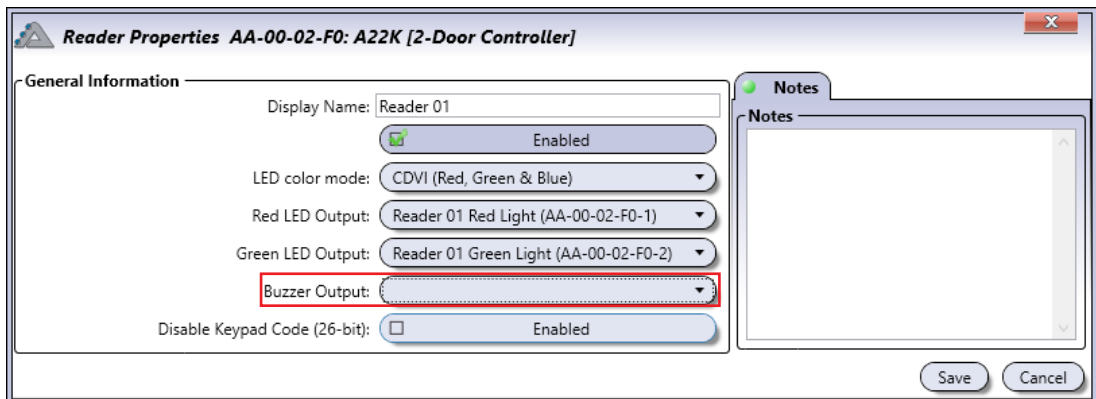 Reader Properties AA-00-02-F0: A22K [2-Door Controller]
X
General Information
Display Name: Reader 01
Enabled
LED color mode: CDVI (Red, Green & Blue)
Red LED Output: Reader 01 Red Light (AA-00-02-F0-1)
Green LED Output: Reader 01 Green Light (AA-00-02-F0-2)
Buzzer Output:
Disable Keypad Code (26-bit): Enabled
Notes
Notes
Save Cancel